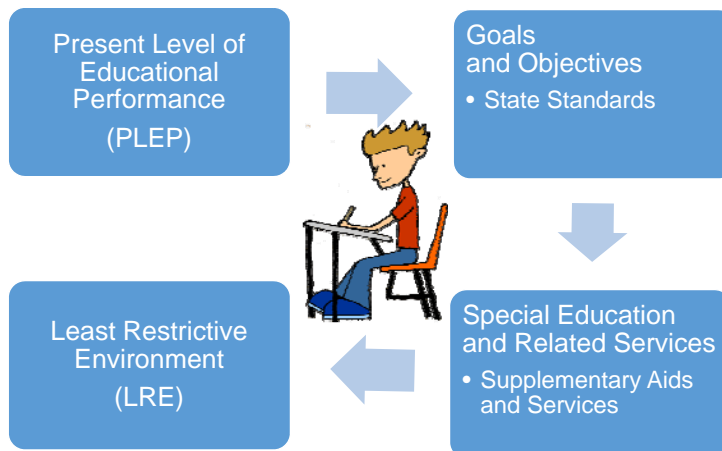 Present Level of
Educational
Performance
(PLEP)
Goals
and Objectives
• State Standards
Special Education
and Related Services
• Supplementary Aids
and Services
Least Restrictive
Environment
(LRE)